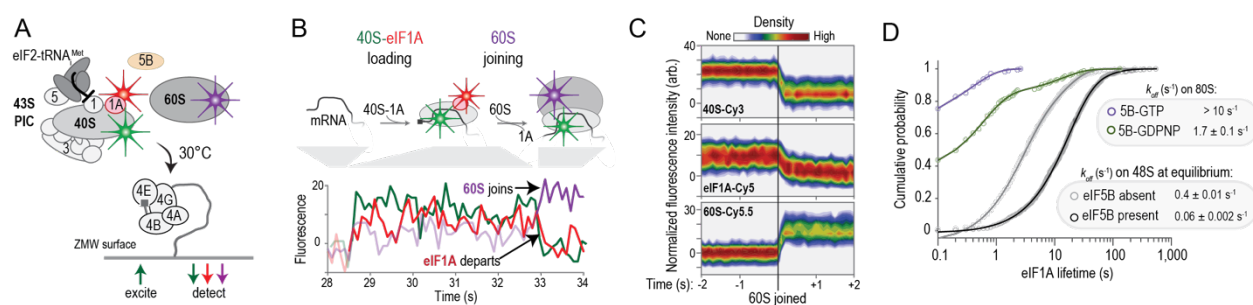 A
eIF2-tRNAMet
5B
5
1
1A
60S
43S
PIC
40S
3
30°C
4E
4G
4A
4B
ZMW surface
excite
detect
B
40S-eIF1A
loading
60S
joining
mRNA
40S-1A
60S
1A
20
0
Fluorescence
60S joins
eIF1A departs
28
29
30
31
32
33
34
Time (s)
C
Density
None
High
Normalized fluorescence intensity (arb.)
40
20
0
40S-Cy3
20
0
eIF1A-Cy5
30
0
60S-Cy5.5
Time (s):
-2
-1
+1
+2
60S joined
D
Cumulative probability
1
0.8
0.6
0.4
0.2
0
0.1
1
10
100
1,000
eIF1A lifetime (s)
koff (s-1) on 80S:
5B-GTP > 10 s-1
5B-GDPNP 1.7 ± 0.1 s-1
koff (s-1) on 48S at equilibrium:
eIF5B absent 0.4 ± 0.01 s-1
eIF5B present 0.06 ± 0.002 s-1